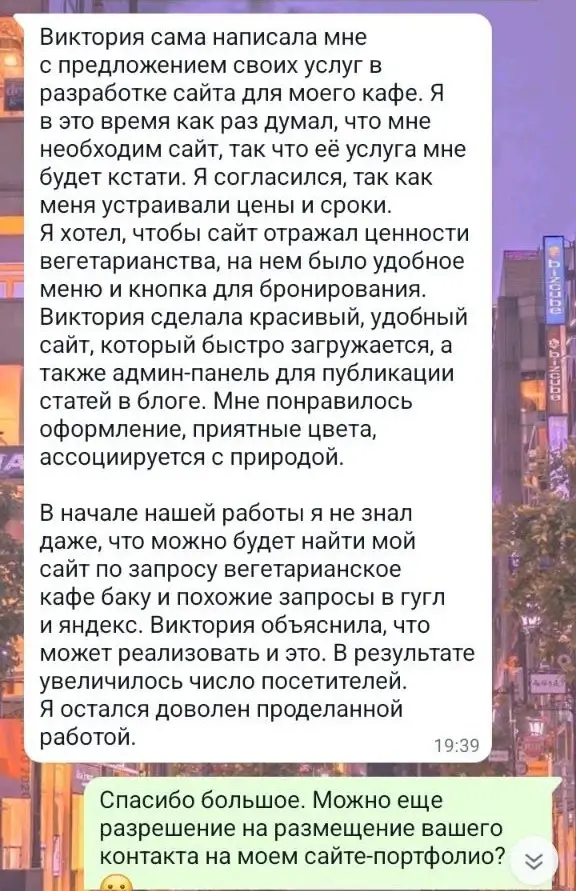 Виктория сама написала мне
с предложением своих услуг в
разработке сайта для моего кафе. Я
в это время как раз думал, что мне
необходим сайт, так что её услуга мне
будет кстати. Я согласился, так как
меня устраивали цены и сроки.
Я хотел, чтобы сайт отражал ценности
вегетарианства, на нем было удобное
меню и кнопка для бронирования.
Виктория сделала красивый, удобный
сайт, который быстро загружается, а
также админ-панель для публикации
статей в блоге. Мне понравилось
оформление, приятные цвета,
ассоциируется с природой.
В начале нашей работы я не знал
даже, что можно будет найти мой
сайт по запросу вегетарианское
кафе баку и похожие запросы в гугл
и яндекс. Виктория объяснила, что
может реализовать и это. В результате
увеличилось число посетителей.
Я остался доволен проделанной
работой.
19:39
Спасибо большое. Можно еще
разрешение на размещение вашего
контакта на моем сайте-портфолио?
bizcube
bizcube